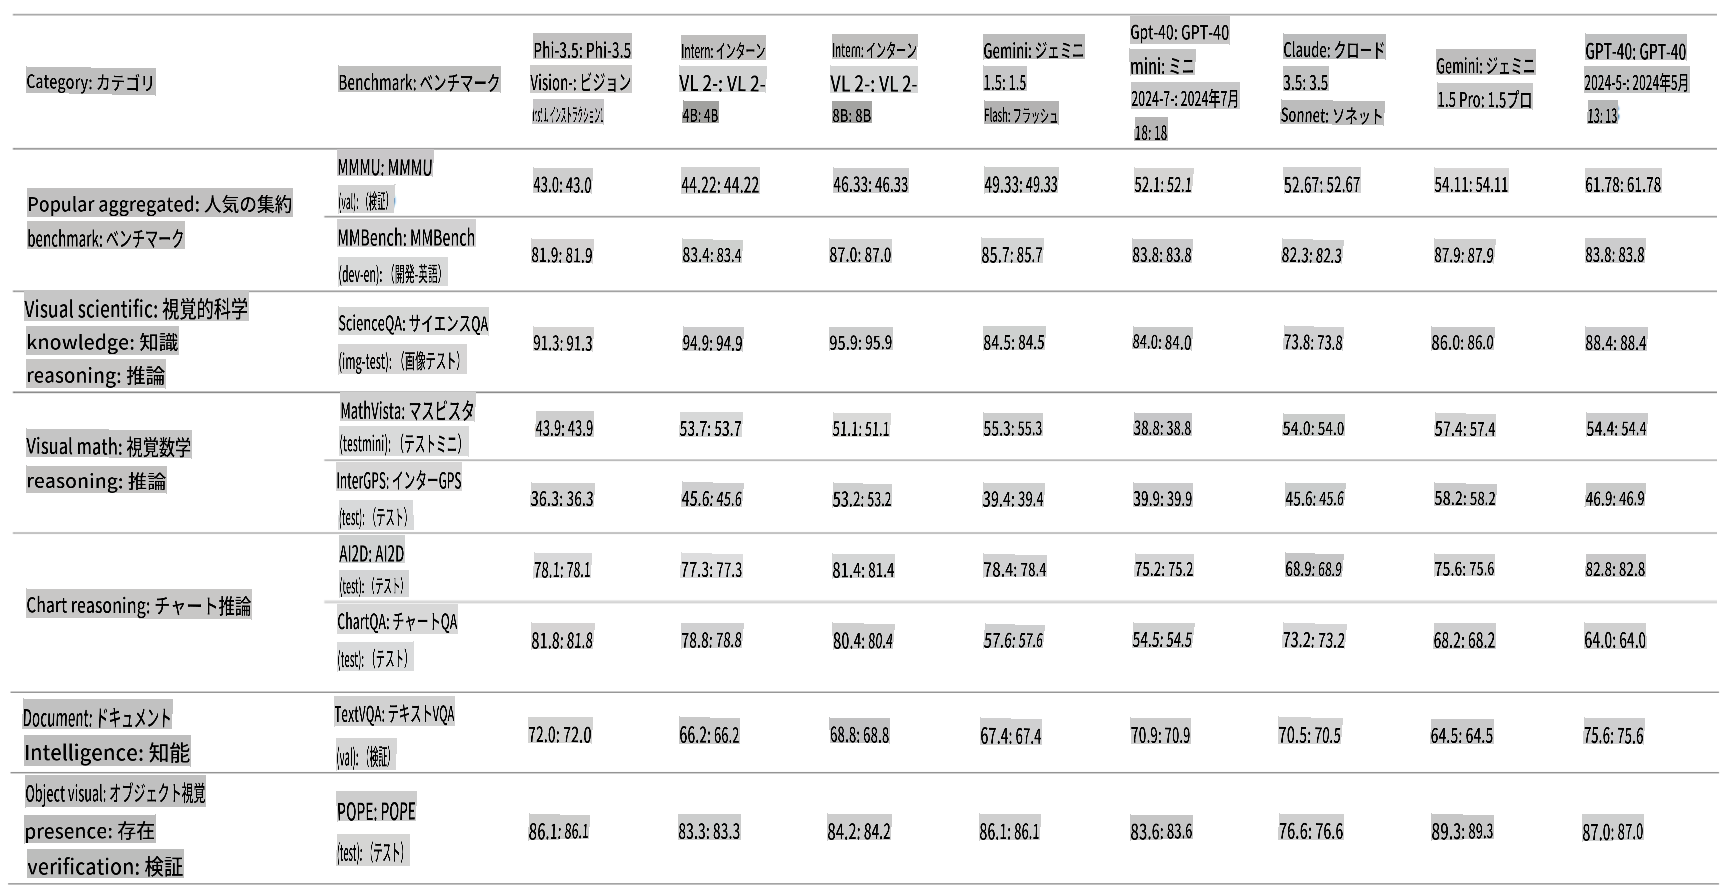 Category: カテゴリ
Benchmark: ベンチマーク
Phi-3.5: Phi-3.5
Vision-: ビジョン
Intern: インターン
VL 2-: VL 2-
4B: 4B
Intern: インターン
VL 2-: VL 2-
8B: 8B
Gemini: ジェミニ
1.5: 1.5
Flash: フラッシュ
Gpt-40: GPT-40
mini: ミニ
2024-7-: 2024年7月
18: 18
Claude: クロード
3.5: 3.5
Sonnet: ソネット
Gemini: ジェミニ
1.5 Pro: 1.5プロ
GPT-40: GPT-40
2024-5-: 2024年5月
13: 13
Popular aggregated: 人気の集約
benchmark: ベンチマーク
MMMU: MMMU
(val):（検証）
43.0: 43.0
44.22: 44.22
46.33: 46.33
49.33: 49.33
52.1: 52.1
52.67: 52.67
54.11: 54.11
61.78: 61.78
MMBench: MMBench
(dev-en):（開発-英語）
81.9: 81.9
83.4: 83.4
87.0: 87.0
85.7: 85.7
83.8: 83.8
82.3: 82.3
87.9: 87.9
83.8: 83.8
Visual scientific: 視覚的科学
knowledge: 知識
reasoning: 推論
ScienceQA: サイエンスQA
(img-test):（画像テスト）
91.3: 91.3
94.9: 94.9
95.9: 95.9
84.5: 84.5
84.0: 84.0
73.8: 73.8
86.0: 86.0
88.4: 88.4
Visual math: 視覚数学
reasoning: 推論
MathVista: マスビスタ
(testmini):（テストミニ）
43.9: 43.9
53.7: 53.7
51.1: 51.1
55.3: 55.3
38.8: 38.8
54.0: 54.0
57.4: 57.4
54.4: 54.4
InterGPS: インターGPS
(test):（テスト）
36.3: 36.3
45.6: 45.6
53.2: 53.2
39.4: 39.4
39.9: 39.9
45.6: 45.6
58.2: 58.2
46.9: 46.9
Chart reasoning: チャート推論
AI2D: AI2D
(test):（テスト）
78.1: 78.1
77.3: 77.3
81.4: 81.4
78.4: 78.4
75.2: 75.2
68.9: 68.9
75.6: 75.6
82.8: 82.8
ChartQA: チャートQA
(test):（テスト）
81.8: 81.8
78.8: 78.8
80.4: 80.4
57.6: 57.6
54.5: 54.5
73.2: 73.2
68.2: 68.2
64.0: 64.0
Document: ドキュメント
Intelligence: 知能
TextVQA: テキストVQA
(val):（検証）
72.0: 72.0
66.2: 66.2
68.8: 68.8
67.4: 67.4
70.9: 70.9
70.5: 70.5
64.5: 64.5
75.6: 75.6
Object visual: オブジェクト視覚
presence: 存在
verification: 検証
POPE: POPE
(test):（テスト）
86.1: 86.1
83.3: 83.3
84.2: 84.2
86.1: 86.1
83.6: 83.6
76.6: 76.6
89.3: 89.3
87.0: 87.0